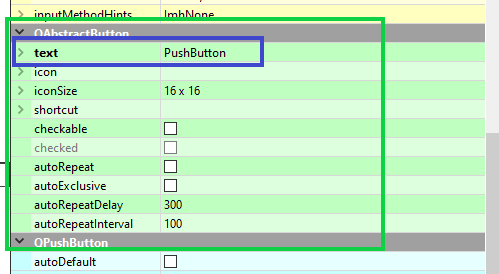 inputMethodHints ImhNone
QAbstractButton
text PushButton
icon
iconSize 16 x 16
shortcut
checkable
checked
autoRepeat
autoExclusive
autoRepeatDelay 300
autoRepeatInterval 100
QPushButton
autoDefault